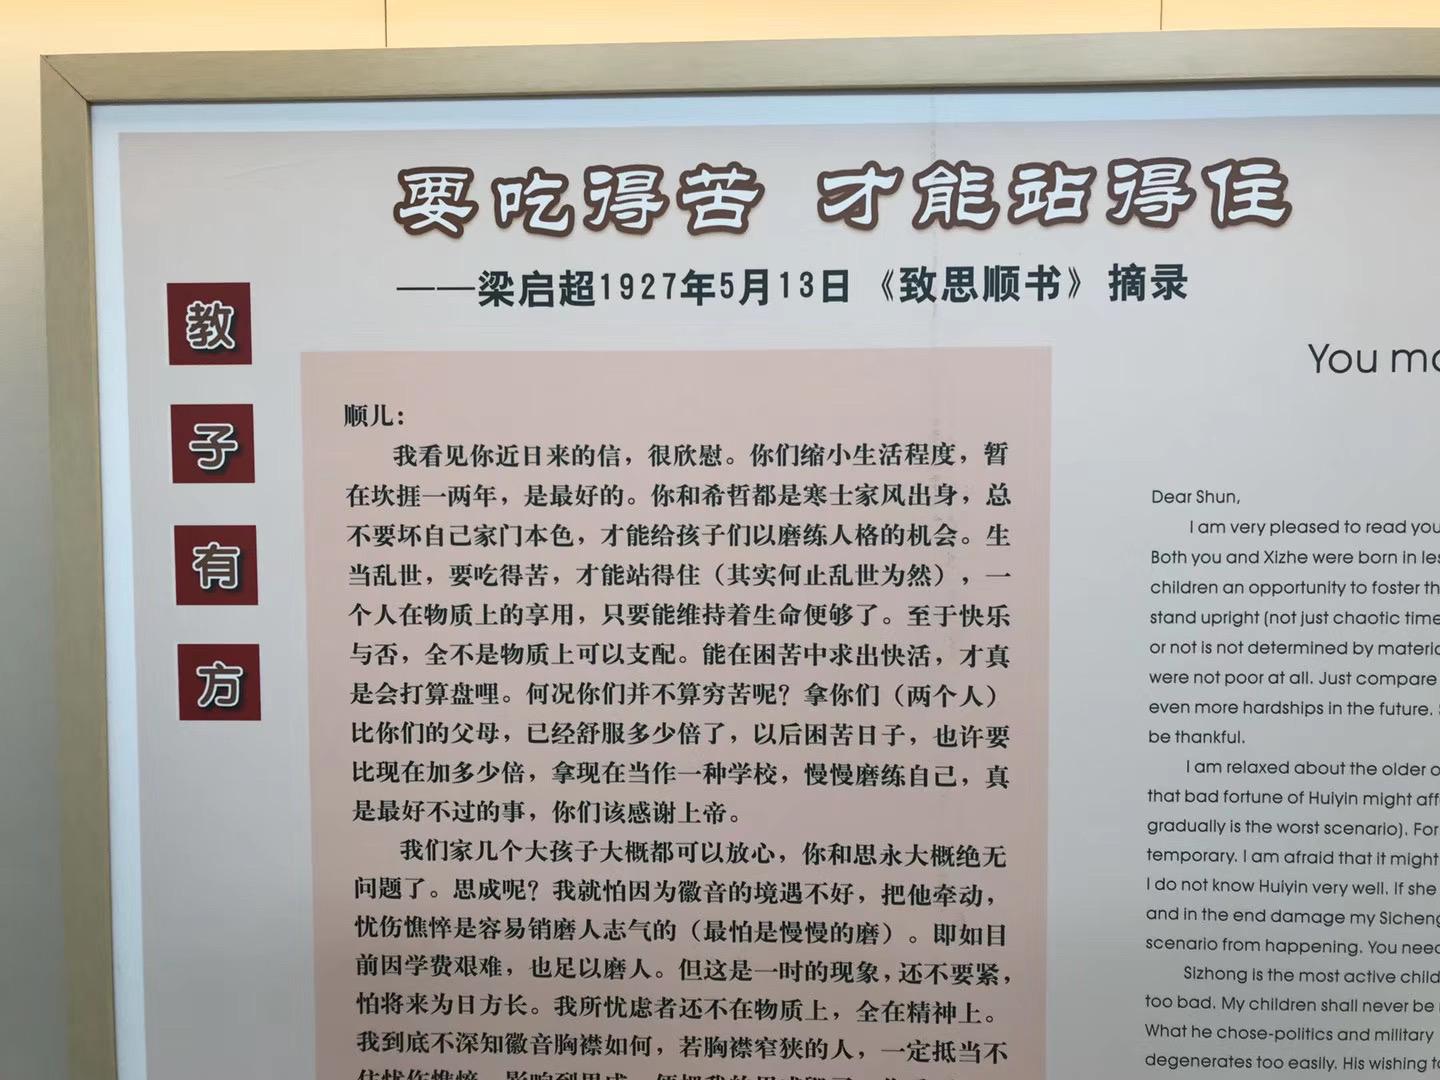 要吃得苦 才能站得住
——梁启超1927年5月13日《致思顺书》摘录
教
子
有
方
顺儿：
我看见你近日来的信，很欣慰。你们缩小生活程度，暂
在坎捱一两年，是最好的。你和希哲都是寒士家风出身，总
不要坏自己家门本色，才能给孩子们以磨练人格的机会。生
当乱世，要吃得苦，才能站得住（其实何止乱世为然），一
个人在物质上的享用，只要能维持着生命便够了。至于快乐
与否，全不是物质上可以支配。能在困苦中求出快活，才真
是会打算盘哩。何况你们并不算穷苦呢？拿你们（两个人）
比你们的父母，已经舒服多少倍了，以后困苦日子，也许要
比现在加多少倍，拿现在当作一种学校，慢慢磨练自己，真
是最好不过的事，你们该感谢上帝。
我们家几个大孩子大概都可以放心，你和思永大概绝无
问题了。思成呢？我就怕因为徽音的境遇不好，把他牵动，
忧伤憔悴是容易销磨人志气的（最怕是慢慢的磨）。即如目
前因学费艰难，也足以磨人。但这是一时的现象，还不要紧，
怕将来为日方长。我所忧虑者还不在物质上，全在精神上。
我到底不深知徽音胸襟如何，若胸襟窄狭的人，一定抵当不
You
Dear Shun,
I am very pleased to read
Both you and Xizhe were born in
children an opportunity to foster
stand upright (not just chaotic
or not is not determined by
were not poor at all. Just compare
even more hardships in the future.
be thankful.
I am relaxed about the older
that bad fortune of Huiyin might
gradually is the worst scenario). For
temporary. I am afraid that it might
I do not know Huiyin very well. If she
and in the end damage my
scenario from happening. You
Sizhong is the most active
too bad. My children shall never be
What he chose-politics and military
degenerates too easily. His wishing